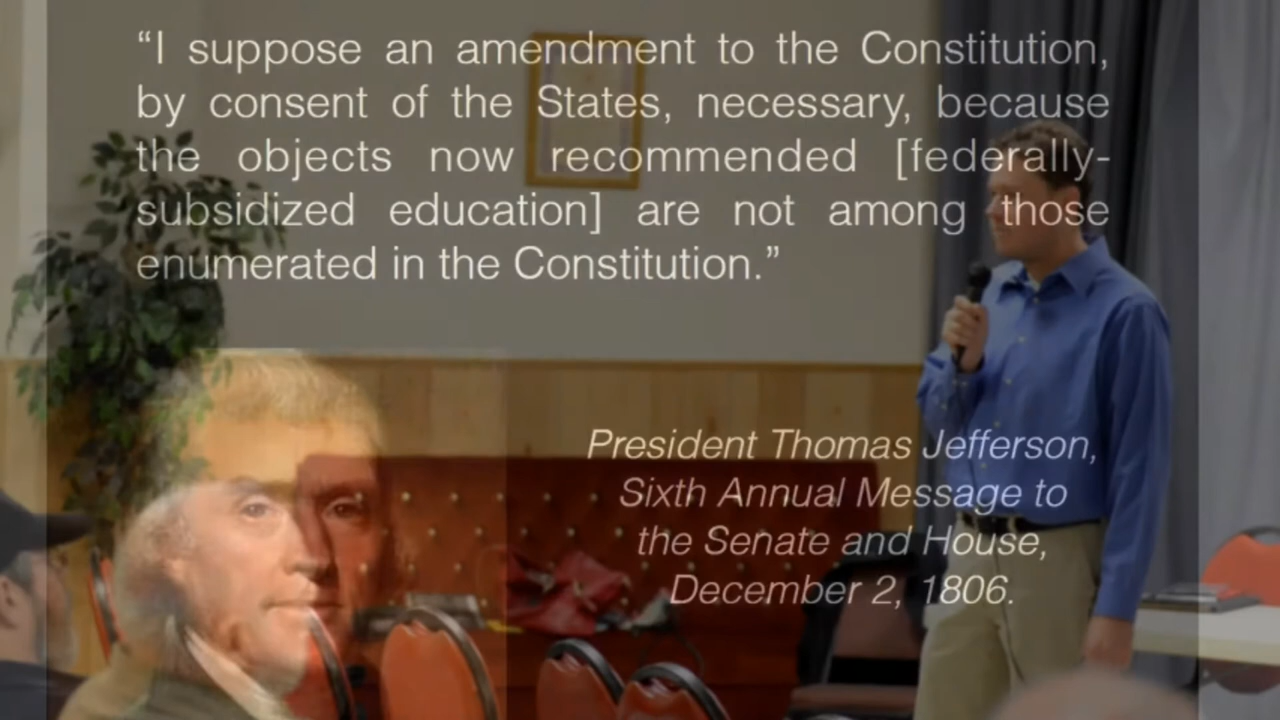 “I suppose an amendment to the Constitution,
by consent of the States, necessary, because
the objects now recommended [federally-
subsidized education] are not among those
enumerated in the Constitution.”
President Thomas Jefferson,
Sixth Annual Message to
the Senate and House,
December 2, 1806.